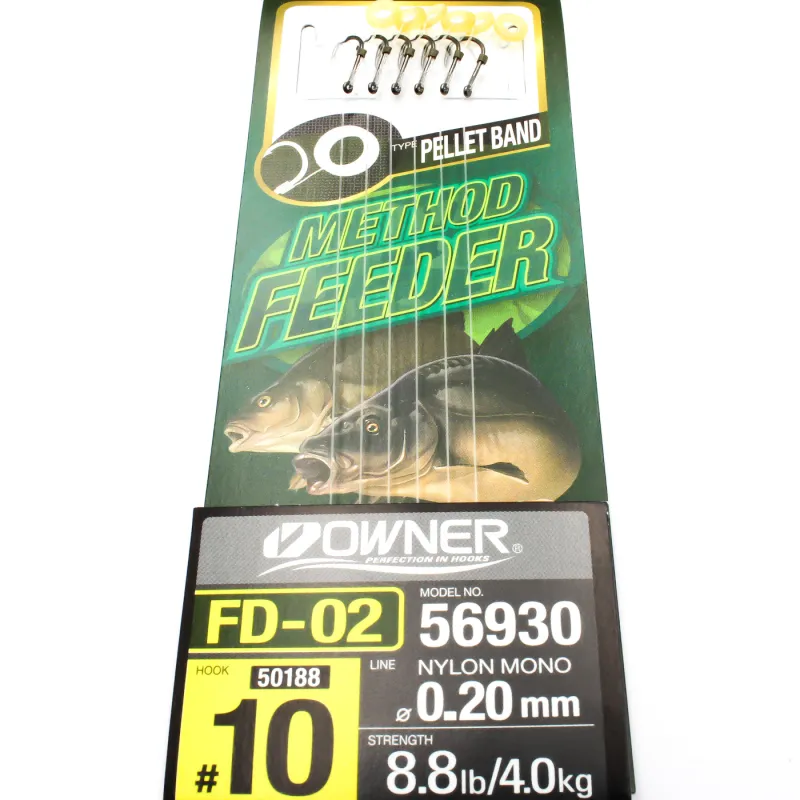 TYPE PELLET BAND
METHOD
FEEDER
OWNER®
PERFECTION IN HOOKS
FD-02
MODEL NO.
56930
HOOK 50188
#10
LINE NYLON MONO
⌀ 0.20 mm
STRENGTH
8.8lb/4.0kg